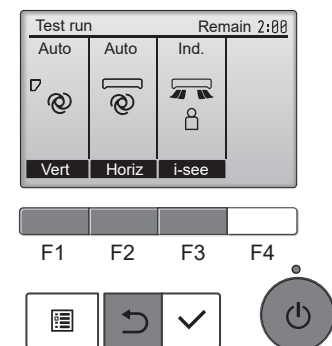 Test run Remain 2:00
Auto Auto Ind.
Vert Horiz i-see
F1 F2 F3 F4